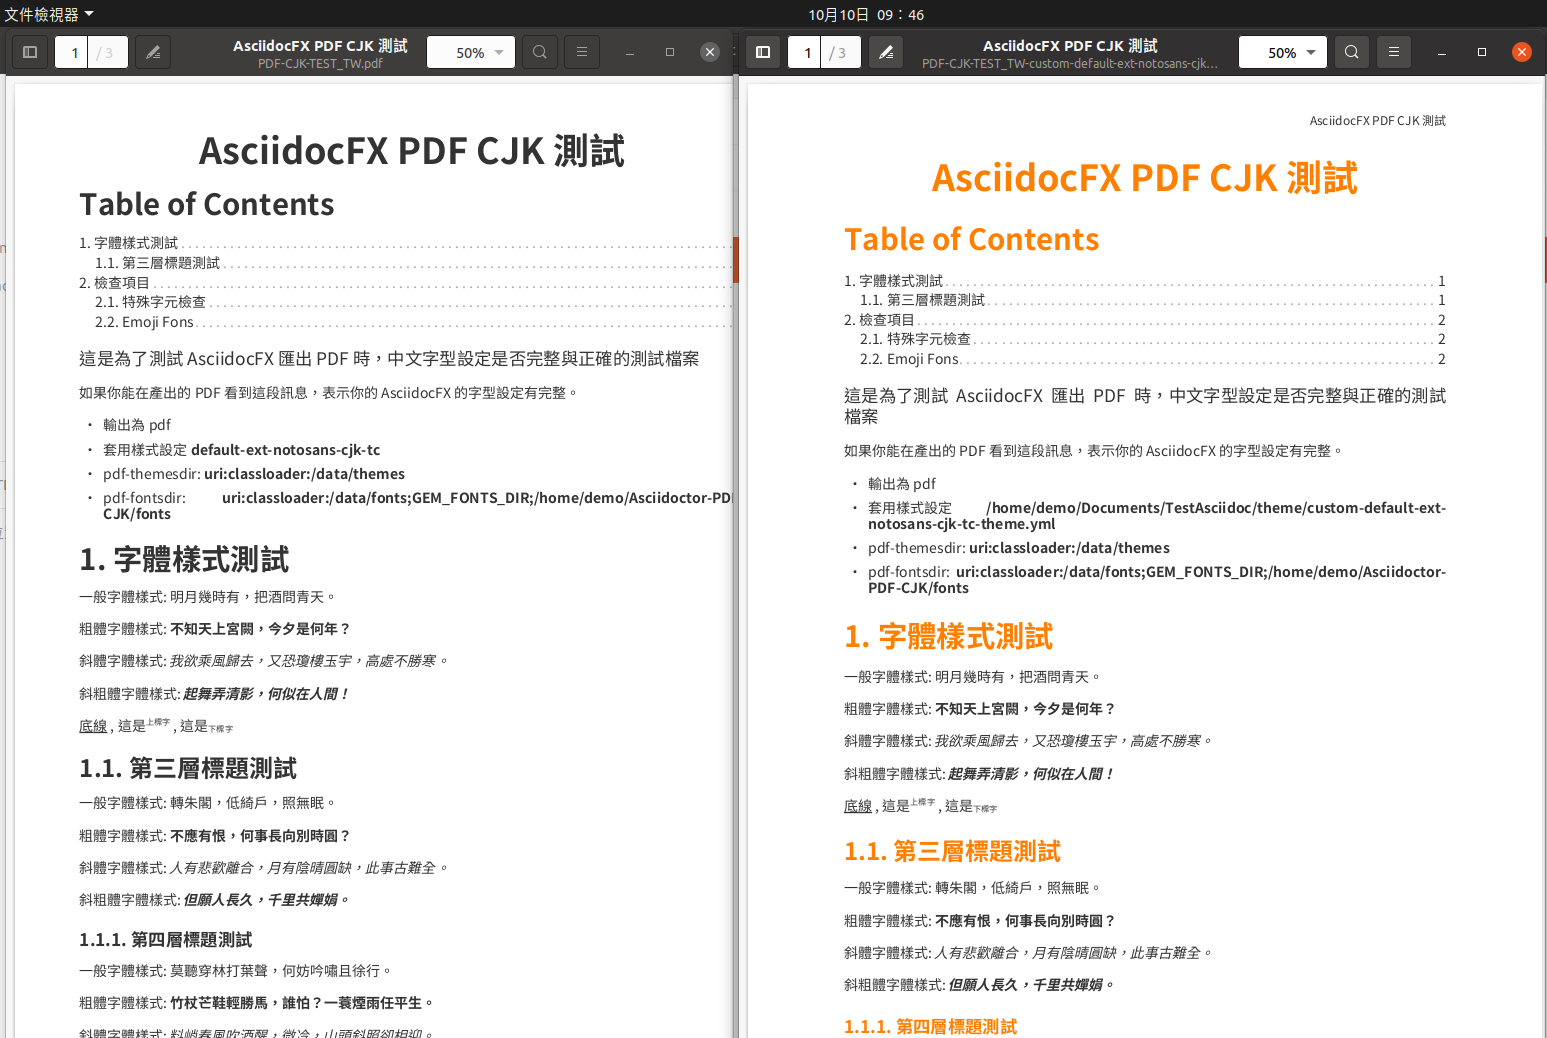 文件檢視器
10月10日 09：46
1 / 3
AsciidocFX PDF CJK 測試
PDF-CJK-TEST_TW.pdf
50%
AsciidocFX PDF CJK 測試
Table of Contents
1. 字體樣式測試
1.1. 第三層標題測試
2. 檢查項目
2.1. 特殊字元檢查
2.2. Emoji Fons
這是為了測試 AsciidocFX 匯出 PDF 時，中文字型設定是否完整與正確的測試檔案
如果你能在產出的 PDF 看到這段訊息，表示你的 AsciidocFX 的字型設定有完整。
• 輸出為 pdf
• 套用樣式設定 default-ext-notosans-cjk-tc
• pdf-themesdir: uri:classloader:/data/themes
• pdf-fontsdir: uri:classloader:/data/fonts;GEM_FONTS_DIR;/home/demo/Asciidoctor-PD
CJK/fonts
1. 字體樣式測試
一般字體樣式: 明月幾時有，把酒問青天。
粗體字體樣式: 不知天上宮闕，今夕是何年？
斜體字體樣式: 我欲乘風歸去，又恐瓊樓玉宇，高處不勝寒。
斜粗體字體樣式: 起舞弄清影，何似在人間！
底線 , 這是上標字 , 這是下標字
1.1. 第三層標題測試
一般字體樣式: 轉朱閣，低綺戶，照無眠。
粗體字體樣式: 不應有恨，何事長向別時圓？
斜體字體樣式: 人有悲歡離合，月有陰晴圓缺，此事古難全。
斜粗體字體樣式: 但願人長久，千里共嬋娟。
1.1.1. 第四層標題測試
一般字體樣式: 莫聽穿林打葉聲，何妨吟嘯且徐行。
粗體字體樣式: 竹杖芒鞋輕勝馬，誰怕？一蓑煙雨任平生。
斜體字體樣式: 料峭春風吹酒醒，微冷，山頭斜照卻相迎。
1 / 3
AsciidocFX PDF CJK 測試
PDF-CJK-TEST_TW-custom-default-ext-notosans-cjk...
50%
AsciidocFX PDF CJK 測試
AsciidocFX PDF CJK 測試
Table of Contents
1. 字體樣式測試 1
1.1. 第三層標題測試 1
2. 檢查項目 2
2.1. 特殊字元檢查 2
2.2. Emoji Fons 2
這是為了測試 AsciidocFX 匯出 PDF 時，中文字型設定是否完整與正確的測試
檔案
如果你能在產出的 PDF 看到這段訊息，表示你的 AsciidocFX 的字型設定有完整。
• 輸出為 pdf
• 套用樣式設定 /home/demo/Documents/TestAsciidoc/theme/custom-default-ext-
notosans-cjk-tc-theme.yml
• pdf-themesdir: uri:classloader:/data/themes
• pdf-fontsdir: uri:classloader:/data/fonts;GEM_FONTS_DIR;/home/demo/Asciidoctor-
PDF-CJK/fonts
1. 字體樣式測試
一般字體樣式: 明月幾時有，把酒問青天。
粗體字體樣式: 不知天上宮闕，今夕是何年？
斜體字體樣式: 我欲乘風歸去，又恐瓊樓玉宇，高處不勝寒。
斜粗體字體樣式: 起舞弄清影，何似在人間！
底線 , 這是上標字 , 這是下標字
1.1. 第三層標題測試
一般字體樣式: 轉朱閣，低綺戶，照無眠。
粗體字體樣式: 不應有恨，何事長向別時圓？
斜體字體樣式: 人有悲歡離合，月有陰晴圓缺，此事古難全。
斜粗體字體樣式: 但願人長久，千里共嬋娟。
1.1.1. 第四層標題測試